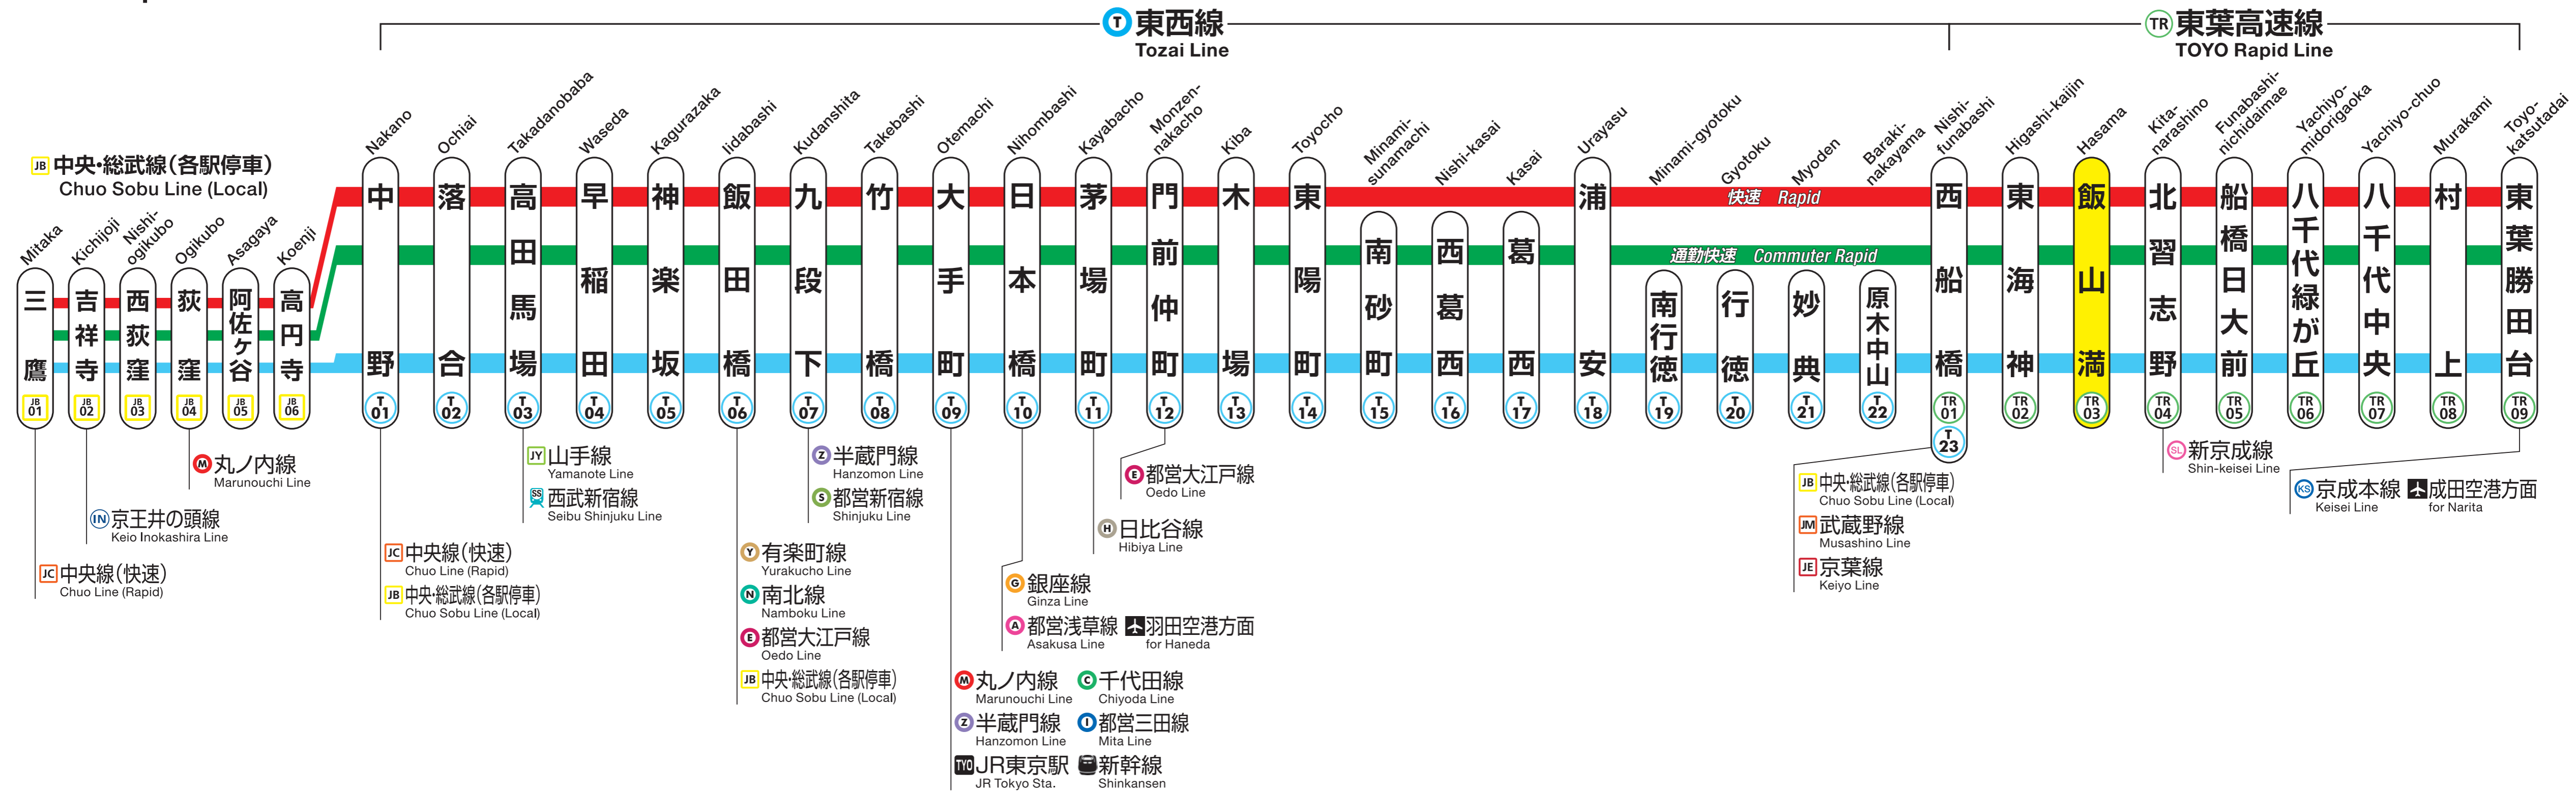 T 東西線
Tozai Line
TR 東葉高速線
TOYO Rapid Line
JB 中央・総武線(各駅停車)
Chuo Sobu Line (Local)
Mitaka
Kichijoji
Nishi-
ogikubo
Ogikubo
Asagaya
Koenji
Nakano
Ochiai
Takadanobaba
Waseda
Kagurazaka
Iidabashi
Kudanshita
Takebashi
Otemachi
Nihombashi
Kayabacho
Monzen-
nakacho
Kiba
Toyocho
Minami-
sunamachi
Nishi-kasai
Kasai
Urayasu
Minami-gyotoku
Gyotoku
Myoden
Baraki-
nakayama
Nishi-
funabashi
Higashi-kaijin
Hasama
Kita-
narashino
Funabashi-
nichidaimae
Yachiyo-
midorigaoka
Yachiyo-chuo
Murakami
Toyo-
katsutadai
快速 Rapid
通勤快速 Commuter Rapid
三鷹
JB 01
吉祥寺
JB 02
西荻窪
JB 03
荻窪
JB 04
阿佐ヶ谷
JB 05
高円寺
JB 06
中野
T 01
落合
T 02
高田馬場
T 03
早稲田
T 04
神楽坂
T 05
飯田橋
T 06
九段下
T 07
竹橋
T 08
大手町
T 09
日本橋
T 10
茅場町
T 11
門前仲町
T 12
木場
T 13
東陽町
T 14
南砂町
T 15
西葛西
T 16
葛西
T 17
浦安
T 18
南行徳
T 19
行徳
T 20
妙典
T 21
原木中山
T 22
西船橋
TR 01
T 23
東海神
TR 02
飯山満
TR 03
北習志野
TR 04
船橋日大前
TR 05
八千代緑が丘
TR 06
八千代中央
TR 07
村上
TR 08
東葉勝田台
TR 09
JC 中央線(快速)
Chuo Line (Rapid)
IN 京王井の頭線
Keio Inokashira Line
M 丸ノ内線
Marunouchi Line
JC 中央線(快速)
Chuo Line (Rapid)
JB 中央・総武線(各駅停車)
Chuo Sobu Line (Local)
JY 山手線
Yamanote Line
SS 西武新宿線
Seibu Shinjuku Line
Y 有楽町線
Yurakucho Line
N 南北線
Namboku Line
E 都営大江戸線
Oedo Line
JB 中央・総武線(各駅停車)
Chuo Sobu Line (Local)
Z 半蔵門線
Hanzomon Line
S 都営新宿線
Shinjuku Line
M 丸ノ内線 C 千代田線
Marunouchi Line Chiyoda Line
Z 半蔵門線 I 都営三田線
Hanzomon Line Mita Line
TYO JR東京駅 新幹線
JR Tokyo Sta. Shinkansen
G 銀座線
Ginza Line
A 都営浅草線 羽田空港方面
Asakusa Line for Haneda
H 日比谷線
Hibiya Line
E 都営大江戸線
Oedo Line
JB 中央・総武線(各駅停車)
Chuo Sobu Line (Local)
JM 武蔵野線
Musashino Line
JE 京葉線
Keiyo Line
SL 新京成線
Shin-keisei Line
KS 京成本線 成田空港方面
Keisei Line for Narita